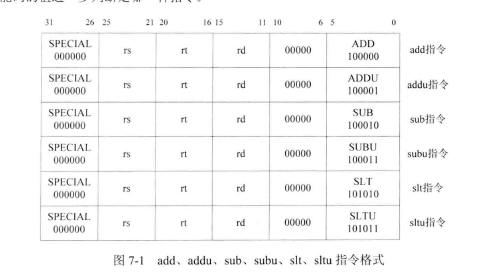 31 26 25 21 20 16 15 11 10 6 5 0
SPECIAL ADD
000000 rs rt rd 00000 100000 add指令
SPECIAL ADDU
000000 rs rt rd 00000 100001 addu指令
SPECIAL SUB
000000 rs rt rd 00000 100010 sub指令
SPECIAL SUBU
000000 rs rt rd 00000 100011 subu指令
SPECIAL SLT
000000 rs rt rd 00000 101010 slt指令
SPECIAL SLTU
000000 rs rt rd 00000 101011 sltu指令
图 7-1 add、addu、sub、subu、slt、sltu 指令格式